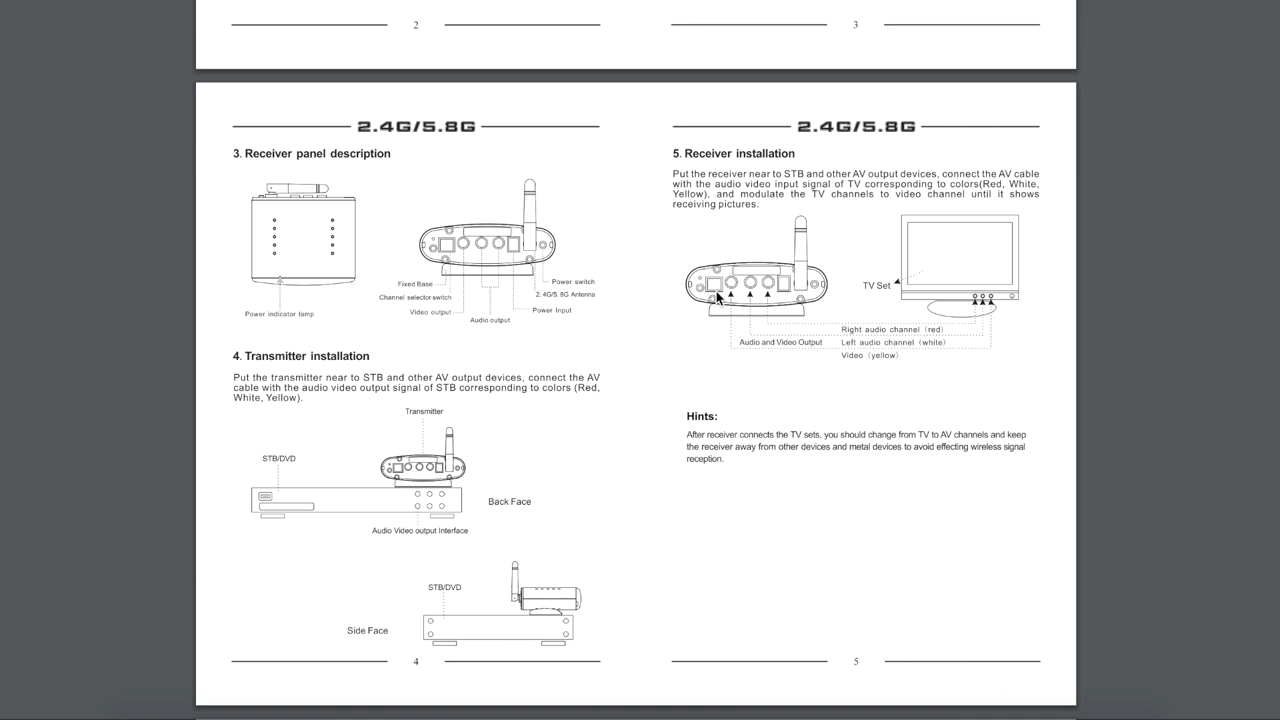 2
3
2.4G/5.8G
3. Receiver panel description
Fixed Base
Channel selector switch
Video output
Audio output
Power switch
2. 4G/5. 8G Antenna
Power Input
Power indicator lamp
4. Transmitter installation
Put the transmitter near to STB and other AV output devices, connect the AV
cable with the audio video output signal of STB corresponding to colors (Red,
White, Yellow).
Transmitter
STB/DVD
Back Face
Audio Video output Interface
STB/DVD
Side Face
4
2.4G/5.8G
5. Receiver installation
Put the receiver near to STB and other AV output devices, connect the AV cable
with the audio video input signal of TV corresponding to colors(Red, White,
Yellow), and modulate the TV channels to video channel until it shows
receiving pictures.
TV Set
Right audio channel (red)
Audio and Video Output
Left audio channel (white)
Video (yellow)
Hints:
After receiver connects the TV sets, you should change from TV to AV channels and keep
the receiver away from other devices and metal devices to avoid effecting wireless signal
reception.
5